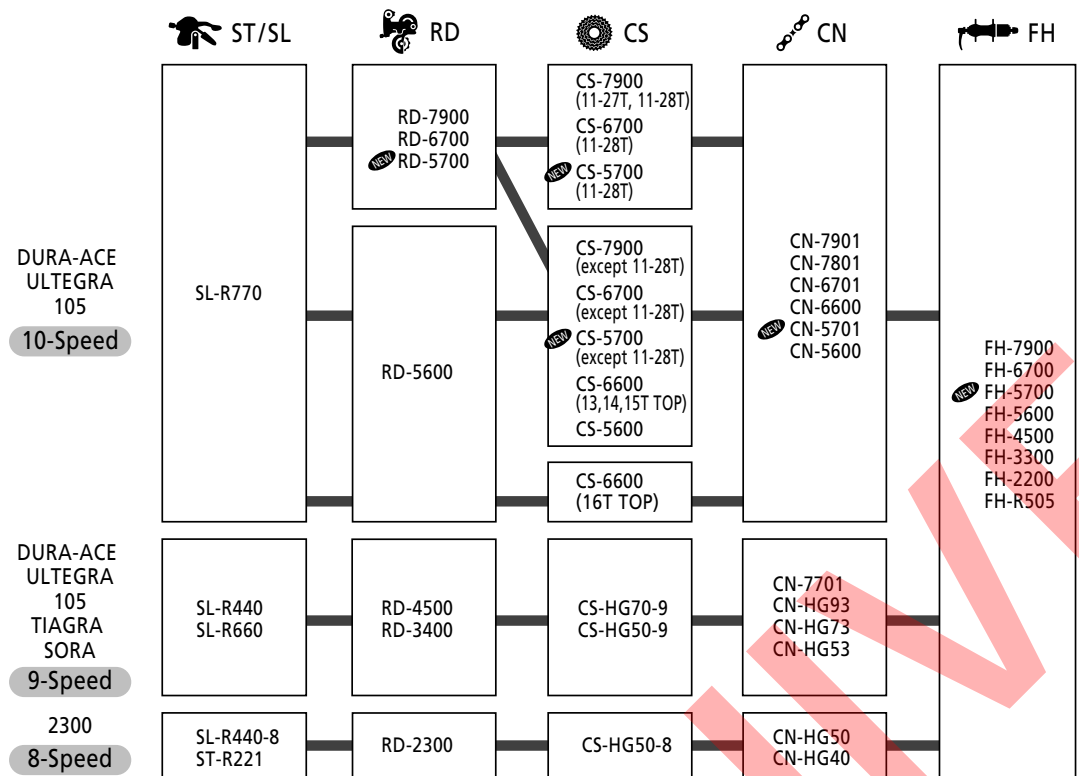 ST/SL
RD
CS
CN
FH
DURA-ACE
ULTEGRA
105
10-Speed
SL-R770
RD-7900
RD-6700
NEW RD-5700
RD-5600
CS-7900
(11-27T, 11-28T)
CS-6700
(11-28T)
NEW CS-5700
(11-28T)
CS-7900
(except 11-28T)
CS-6700
(except 11-28T)
NEW CS-5700
(except 11-28T)
CS-6600
(13,14,15T TOP)
CS-5600
CS-6600
(16T TOP)
CN-7901
CN-7801
CN-6701
CN-6600
NEW CN-5701
CN-5600
FH-7900
FH-6700
NEW FH-5700
FH-5600
FH-4500
FH-3300
FH-2200
FH-R505
DURA-ACE
ULTEGRA
105
TIAGRA
SORA
9-Speed
SL-R440
SL-R660
RD-4500
RD-3400
CS-HG70-9
CS-HG50-9
CN-7701
CN-HG93
CN-HG73
CN-HG53
2300
8-Speed
SL-R440-8
ST-R221
RD-2300
CS-HG50-8
CN-HG50
CN-HG40